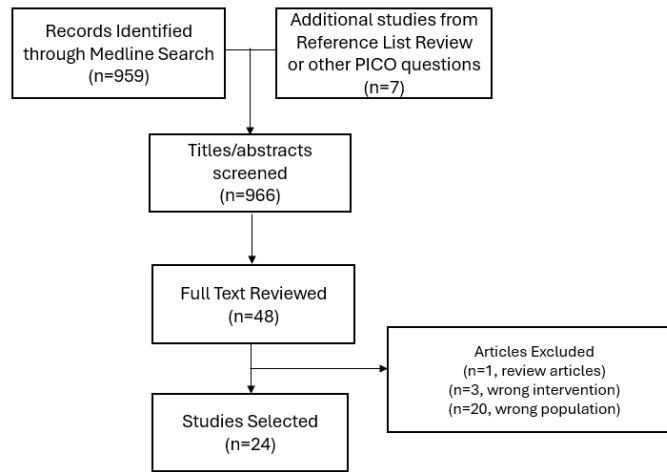 Records Identified
through Medline Search
(n=959)
Additional studies from
Reference List Review
or other PICO questions
(n=7)
Titles/abstracts
screened
(n=966)
Full Text Reviewed
(n=48)
Articles Excluded
(n=1, review articles)
(n=3, wrong intervention)
(n=20, wrong population)
Studies Selected
(n=24)